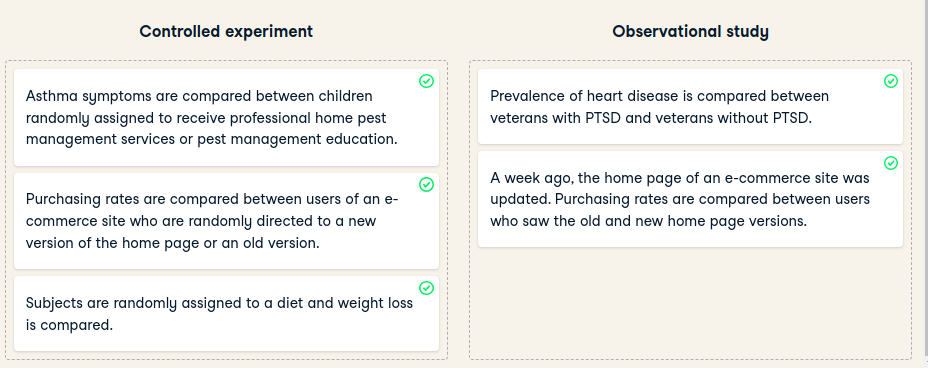 Controlled experiment
Asthma symptoms are compared between children
randomly assigned to receive professional home pest
management services or pest management education.
Purchasing rates are compared between users of an e-
commerce site who are randomly directed to a new
version of the home page or an old version.
Subjects are randomly assigned to a diet and weight loss
is compared.
Observational study
Prevalence of heart disease is compared between
veterans with PTSD and veterans without PTSD.
A week ago, the home page of an e-commerce site was
updated. Purchasing rates are compared between users
who saw the old and new home page versions.